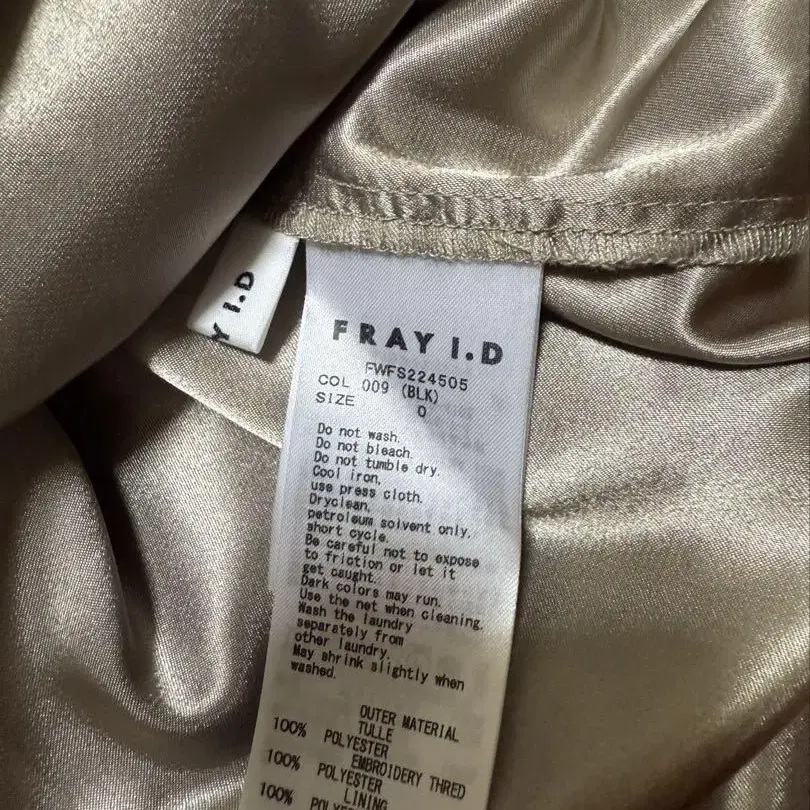 Y I.D
FRAY I.D
FWFS224505
COL 009 (BLK)
SIZE 0
Do not wash.
Do not bleach.
Do not tumble dry.
Cool iron,
use press cloth.
Dryclean,
petroleum solvent only.
short cycle.
Be careful not to expose
to friction or let it
get caught.
Dark colors may run.
Use the net when cleaning.
Wash the laundry
separately from
other laundry.
May shrink slightly when
washed.
OUTER MATERIAL
TULLE
100% POLYESTER
EMBROIDERY THRED
100% POLYESTER
LINING
100% POLYESTER